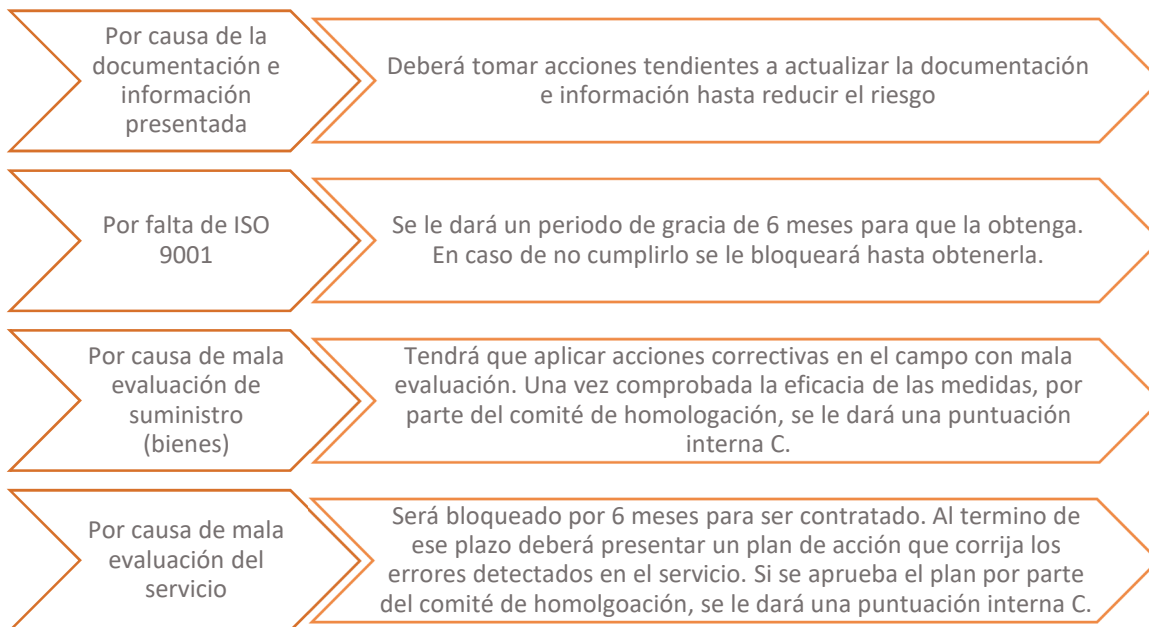 Por causa de la
documentación e
información
presentada
Deberá tomar acciones tendientes a actualizar la documentación
e información hasta reducir el riesgo
Por falta de ISO
9001
Se le dará un periodo de gracia de 6 meses para que la obtenga.
En caso de no cumplirlo se le bloqueará hasta obtenerla.
Por causa de mala
evaluación de
suministro
(bienes)
Tendrá que aplicar acciones correctivas en el campo con mala
evaluación. Una vez comprobada la eficacia de las medidas, por
parte del comité de homologación, se le dará una puntuación
interna C.
Por causa de mala
evaluación del
servicio
Será bloqueado por 6 meses para ser contratado. Al termino de
ese plazo deberá presentar un plan de acción que corrija los
errores detectados en el servicio. Si se aprueba el plan por parte
del comité de homolgoación, se le dará una puntuación interna C.